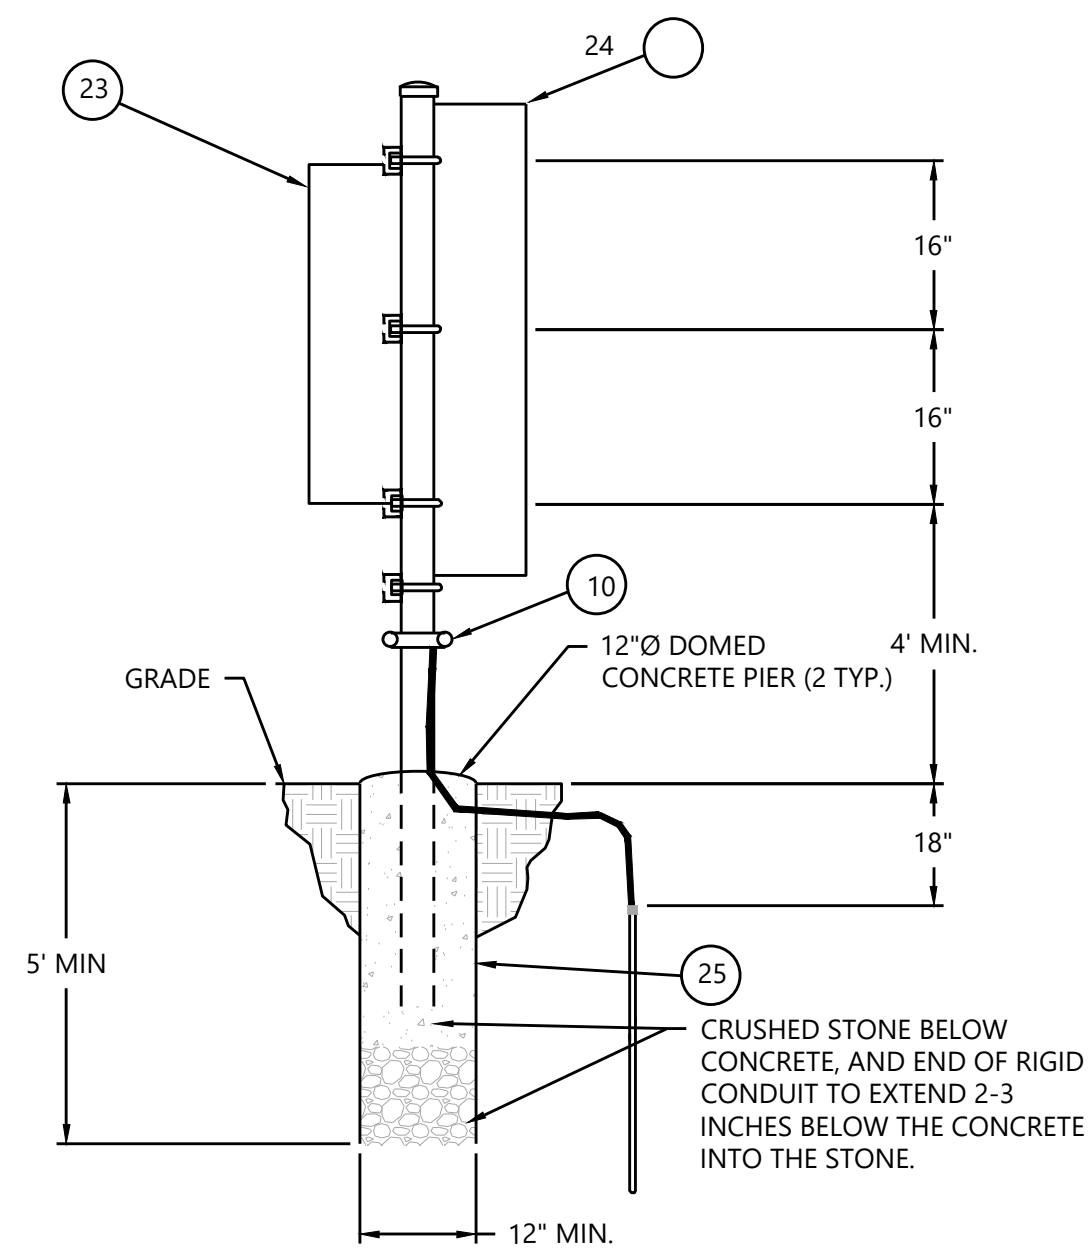 24
23
16"
16"
10
12"Ø DOMED
CONCRETE PIER (2 TYP.)
4' MIN.
GRADE
18"
5' MIN
25
CRUSHED STONE BELOW
CONCRETE, AND END OF RIGID
CONDUIT TO EXTEND 2-3
INCHES BELOW THE CONCRETE
INTO THE STONE.
12" MIN.